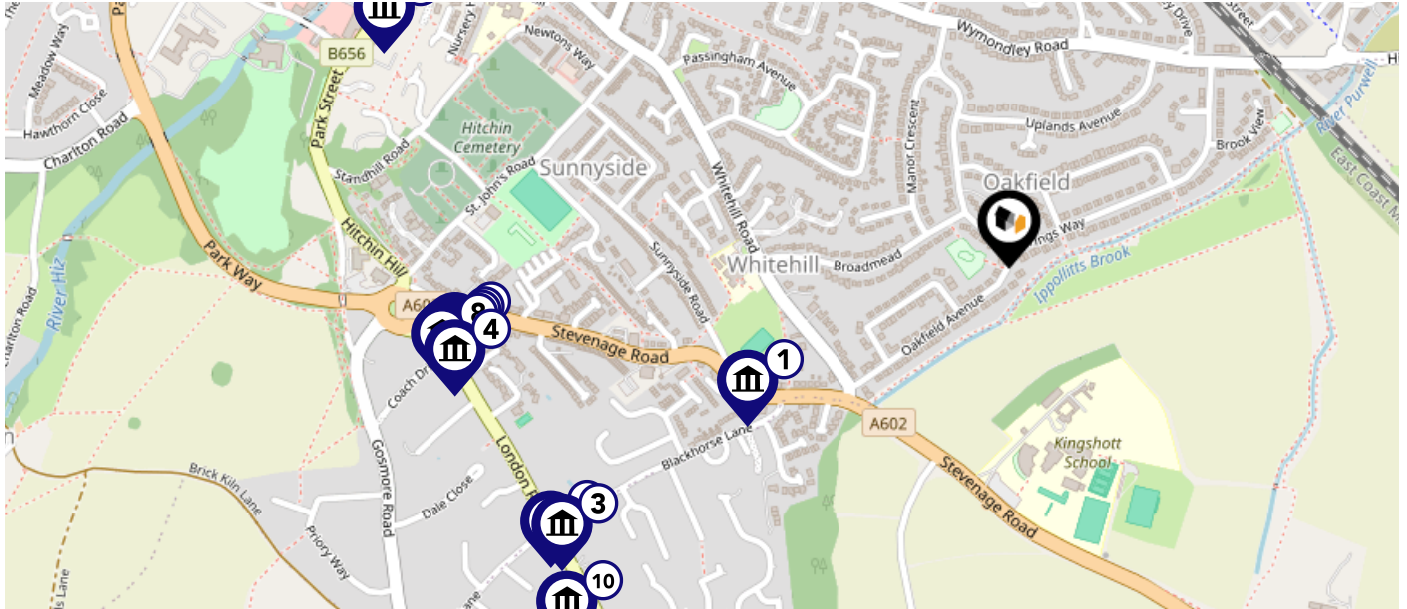 B656
Newtons Way
Wymondley Road
Meadow Way
Hawthorn Close
Charlton Road
Park Street
Passingham Avenue
Hitchin
Cemetery
Uplands Avenue
Brook View
River Purwell
Standhill Road
St. John's Road
Sunnyside
Whitehill Road
Manor Crescent
Oakfield
East Coast M
Hitchin Hill
Park Way
River Hiz
Sunnyside Road
Whitehill
Broadmead
Ippollitts Brook
8
4
Stevenage Road
Oakfield Avenue
1
Coach Dr
A602
Blackhorse Lane
Kingshott
School
Gosmore Road
London R
Brick Kiln Lane
Dale Close
Stevenage Road
3
Priory Way
10